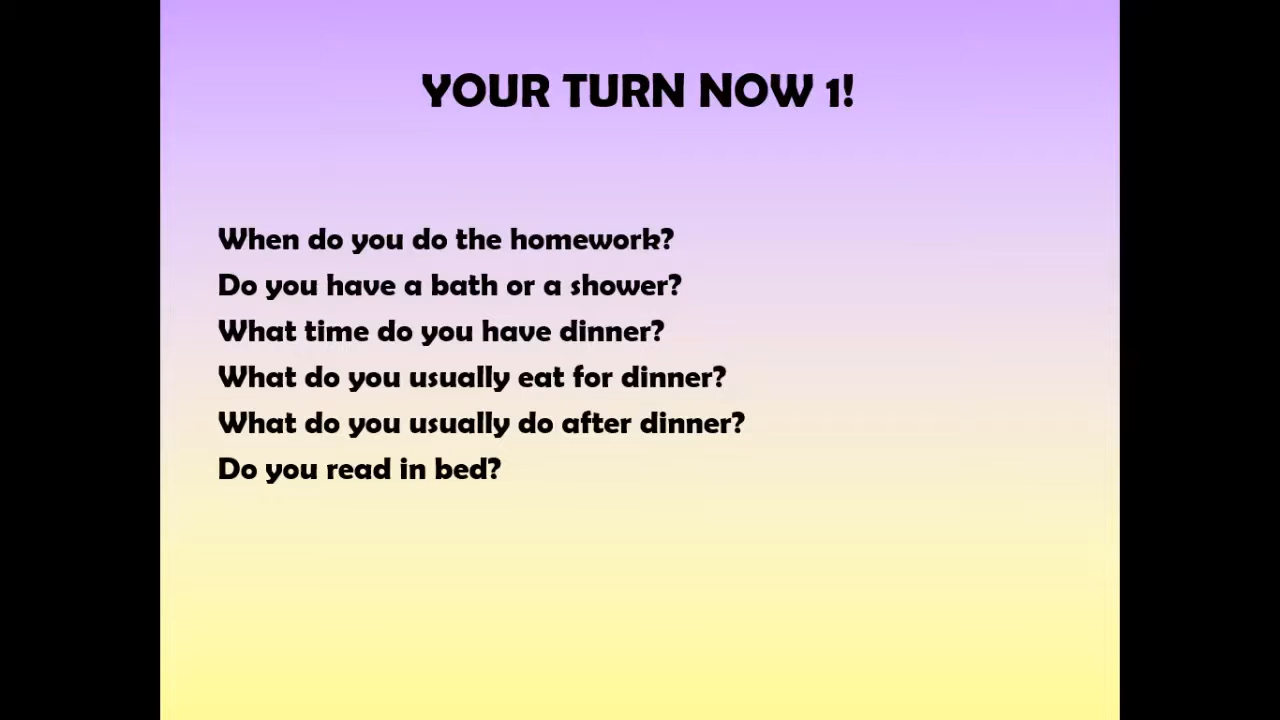 YOUR TURN NOW 1!
When do you do the homework?
Do you have a bath or a shower?
What time do you have dinner?
What do you usually eat for dinner?
What do you usually do after dinner?
Do you read in bed?